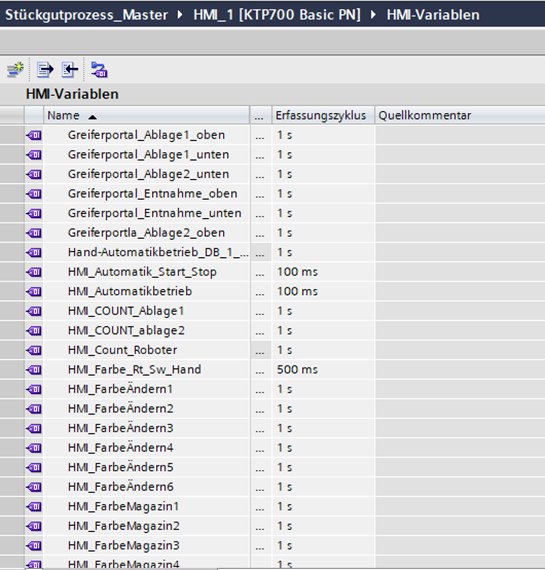 Stückgutprozess_Master ▸ HMI_1 [KTP700 Basic PN] ▸ HMI-Variablen
HMI-Variablen
Name ... Erfassungszyklus Quellkommentar
Greiferportal_Ablage1_oben ... 1 s
Greiferportal_Ablage1_unten ... 1 s
Greiferportal_Ablage2_unten ... 1 s
Greiferportal_Entnahme_oben ... 1 s
Greiferportal_Entnahme_unten ... 1 s
Greiferportla_Ablage2_oben ... 1 s
Hand-Automatikbetrieb_DB_1_... ... 1 s
HMI_Automatik_Start_Stop ... 100 ms
HMI_Automatikbetrieb ... 100 ms
HMI_COUNT_Ablage1 ... 1 s
HMI_COUNT_ablage2 ... 1 s
HMI_Count_Roboter ... 1 s
HMI_Farbe_Rt_Sw_Hand ... 500 ms
HMI_FarbeÄndern1 ... 1 s
HMI_FarbeÄndern2 ... 1 s
HMI_FarbeÄndern3 ... 1 s
HMI_FarbeÄndern4 ... 1 s
HMI_FarbeÄndern5 ... 1 s
HMI_FarbeÄndern6 ... 1 s
HMI_FarbeMagazin1 ... 1 s
HMI_FarbeMagazin2 ... 1 s
HMI_FarbeMagazin3 ... 1 s
HMI_FarbeMagazin4 ... 1 s